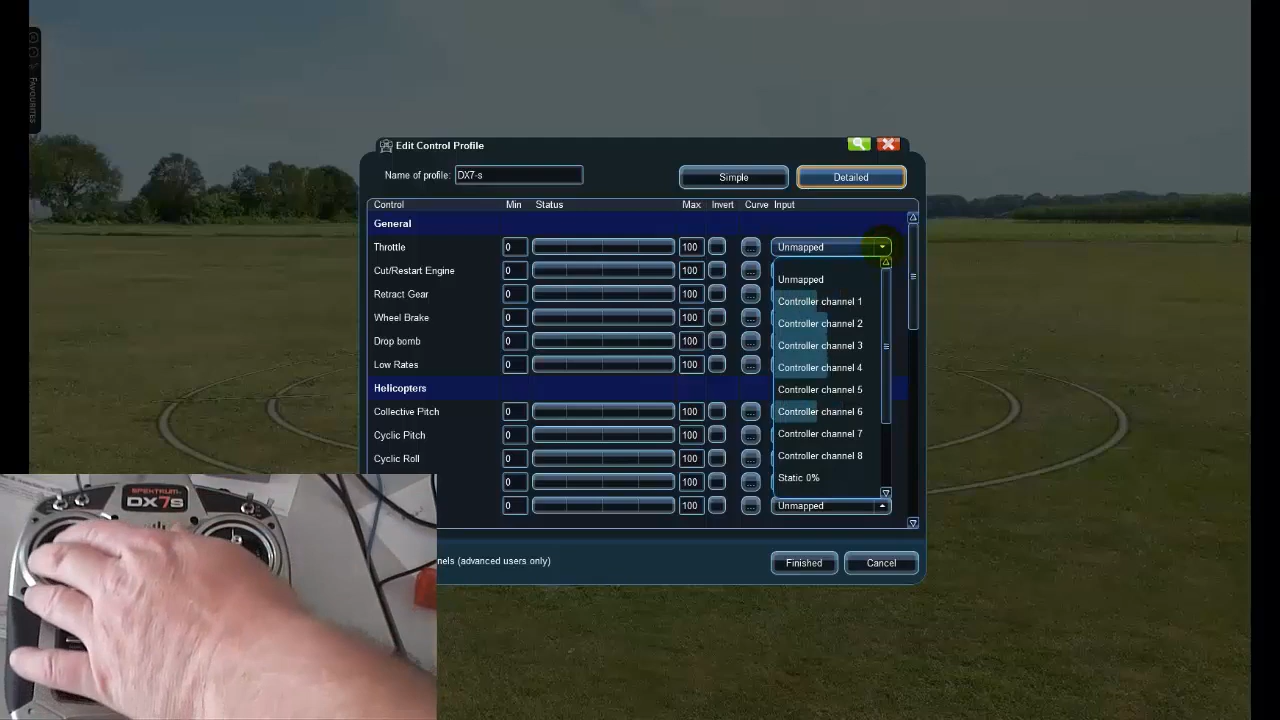 FAVOURITES
Edit Control Profile
Name of profile: DX7-s
Simple
Detailed
Control Min Status Max Invert Curve Input
General
Throttle 0 100 ... Unmapped
Cut/Restart Engine 0 100 ...
Unmapped
Retract Gear 0 100 ...
Controller channel 1
Wheel Brake 0 100 ...
Controller channel 2
Drop bomb 0 100 ...
Controller channel 3
Low Rates 0 100 ...
Controller channel 4
Helicopters
Controller channel 5
Collective Pitch 0 100 ...
Controller channel 6
Cyclic Pitch 0 100 ...
Controller channel 7
Cyclic Roll 0 100 ...
Controller channel 8
0 100 ...
Static 0%
0 100 ... Unmapped
nels (advanced users only)
Finished
Cancel
SPEKTRUM
DX7S